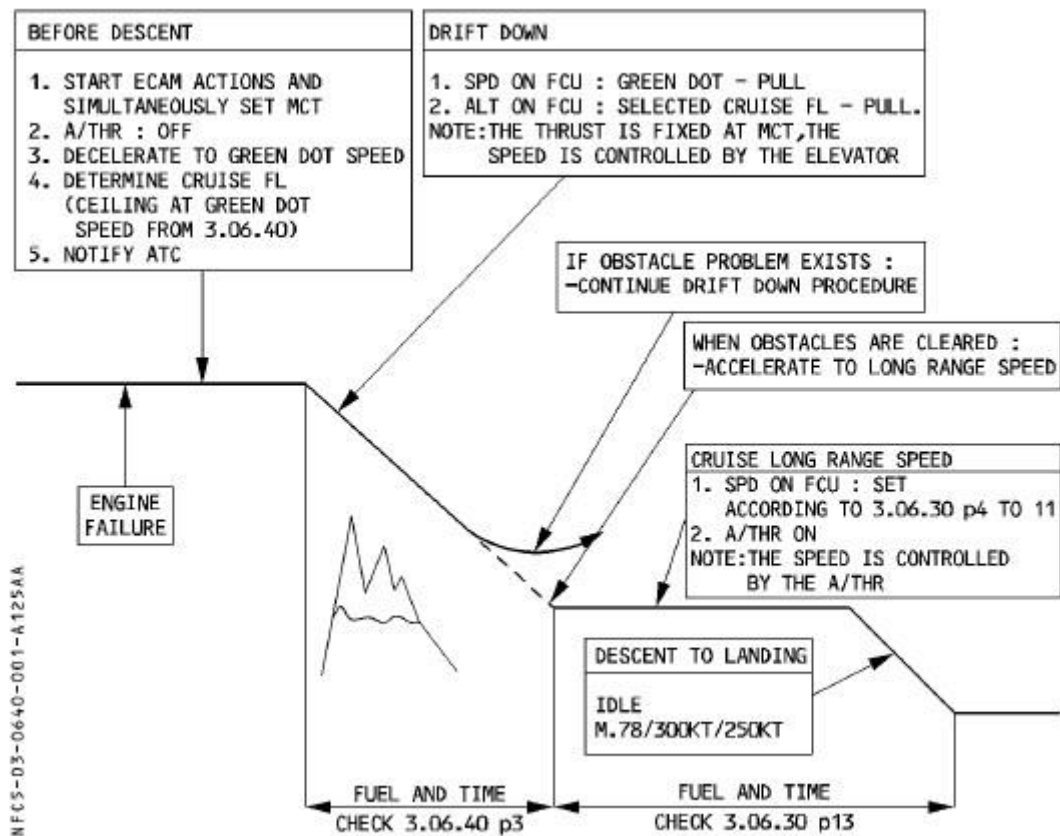 BEFORE DESCENT
1. START ECAM ACTIONS AND
SIMULTANEOUSLY SET MCT
2. A/THR : OFF
3. DECELERATE TO GREEN DOT SPEED
4. DETERMINE CRUISE FL
(CEILING AT GREEN DOT
SPEED FROM 3.06.40)
5. NOTIFY ATC
DRIFT DOWN
1. SPD ON FCU : GREEN DOT - PULL
2. ALT ON FCU : SELECTED CRUISE FL - PULL.
NOTE:THE THRUST IS FIXED AT MCT,THE
SPEED IS CONTROLLED BY THE ELEVATOR
IF OBSTACLE PROBLEM EXISTS :
-CONTINUE DRIFT DOWN PROCEDURE
WHEN OBSTACLES ARE CLEARED :
-ACCELERATE TO LONG RANGE SPEED
ENGINE
FAILURE
CRUISE LONG RANGE SPEED
1. SPD ON FCU : SET
ACCORDING TO 3.06.30 p4 TO 11
2. A/THR ON
NOTE:THE SPEED IS CONTROLLED
BY THE A/THR
DESCENT TO LANDING
IDLE
M.78/300KT/250KT
FUEL AND TIME
CHECK 3.06.40 p3
FUEL AND TIME
CHECK 3.06.30 p13
NFC5-03-0640-001-A125AA